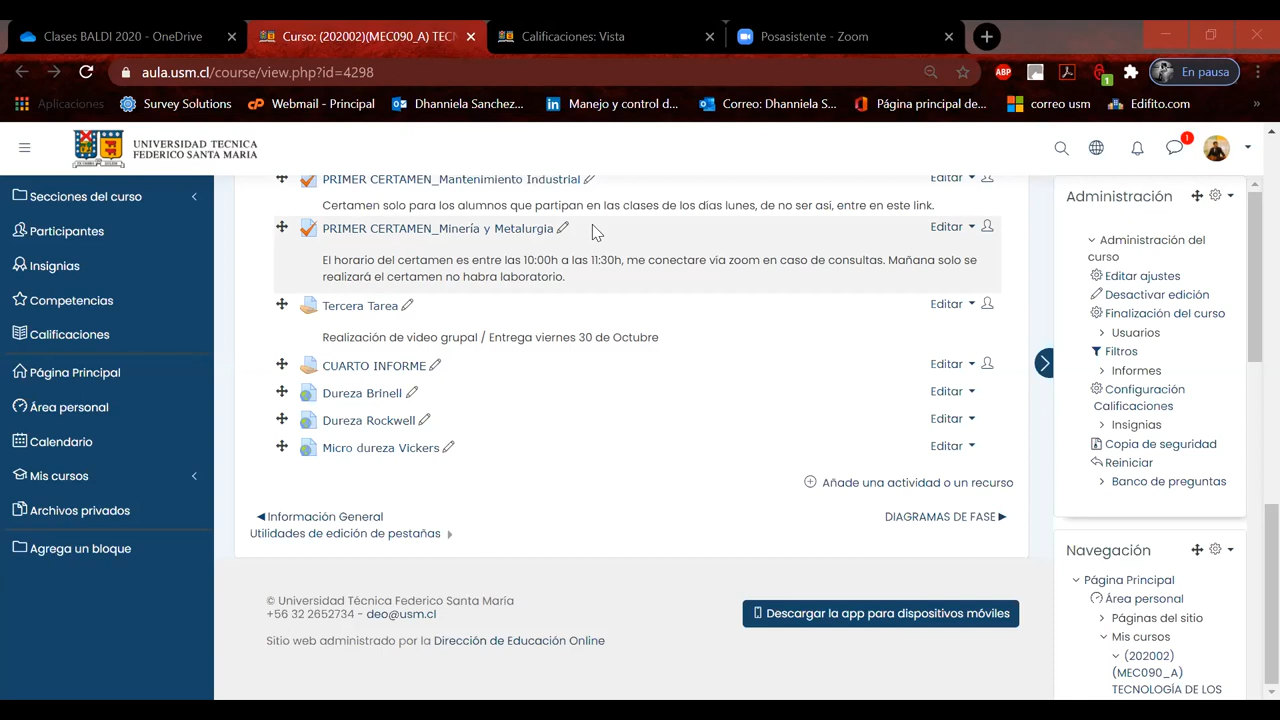 Clases BALDI 2020 - OneDrive
Curso: (202002)(MEC090_A) TECN
Calificaciones: Vista
Posasistente - Zoom
aula.usm.cl/course/view.php?id=4298
ABP
1
En pausa
Aplicaciones
Survey Solutions
Webmail - Principal
Dhanniela Sanchez...
Manejo y control d...
Correo: Dhanniela S...
Página principal de...
correo usm
Edifito.com
»
UNIVERSIDAD TECNICA
FEDERICO SANTA MARIA
1
Secciones del curso
Participantes
Insignias
Competencias
Calificaciones
Página Principal
Área personal
Calendario
Mis cursos
Archivos privados
Agrega un bloque
PRIMER CERTAMEN_Mantenimiento Industrial
Editar
Certamen solo para los alumnos que partipan en las clases de los días lunes, de no ser así, entre en este link.
PRIMER CERTAMEN_Minería y Metalurgia
Editar
El horario del certamen es entre las 10:00h a las 11:30h, me conectare via zoom en caso de consultas. Mañana solo se
realizará el certamen no habra laboratorio.
Tercera Tarea
Editar
Realización de video grupal / Entrega viernes 30 de Octubre
CUARTO INFORME
Editar
Dureza Brinell
Editar
Dureza Rockwell
Editar
Micro dureza Vickers
Editar
Añade una actividad o un recurso
Información General
DIAGRAMAS DE FASE
Utilidades de edición de pestañas
© Universidad Técnica Federico Santa María
+56 32 2652734 - deo@usm.cl
Sitio web administrado por la Dirección de Educación Online
Descargar la app para dispositivos móviles
Administración
Administración del
curso
Editar ajustes
Desactivar edición
Finalización del curso
Usuarios
Filtros
Informes
Configuración
Calificaciones
Insignias
Copia de seguridad
Reiniciar
Banco de preguntas
Navegación
Página Principal
Área personal
Páginas del sitio
Mis cursos
(202002)
(MEC090_A)
TECNOLOGÍA DE LOS